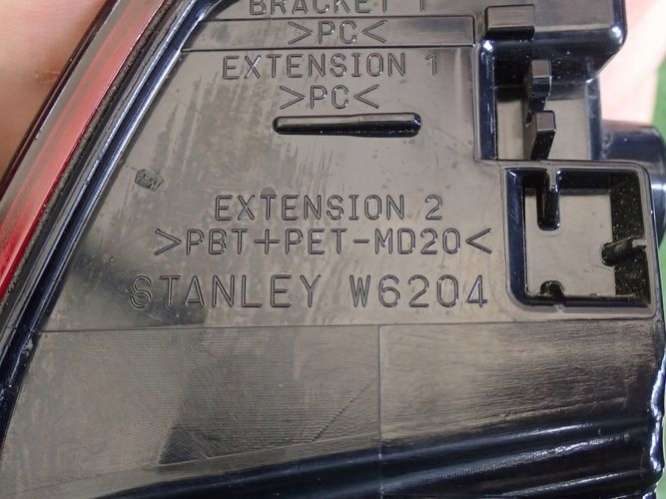 BRACKET 1
>PC<
EXTENSION 1
>PC<
EXTENSION 2
>PBT+PET-MD20<
STANLEY W6204